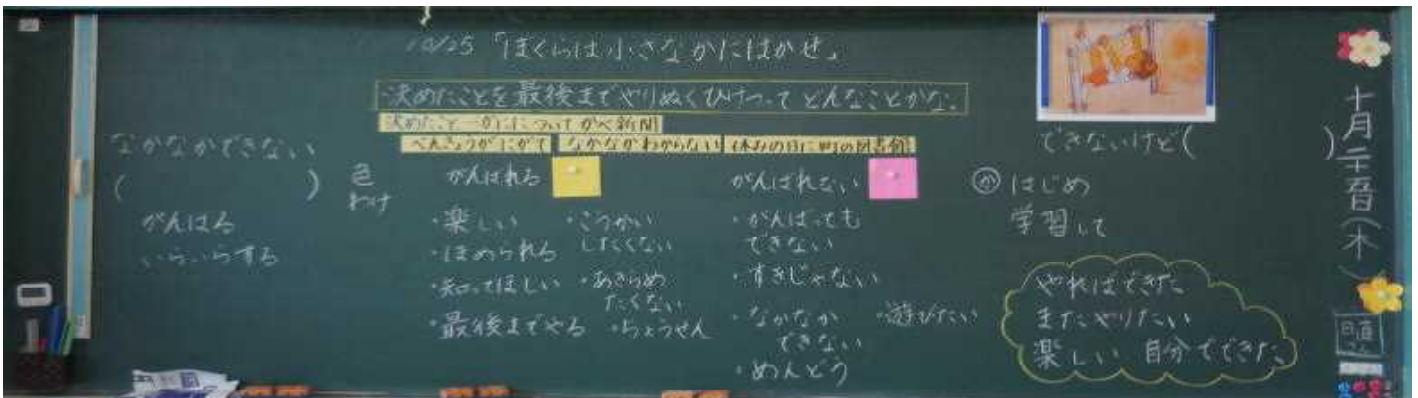 10/25 「ぼくらは小さなかにはかせ」
決めたことを最後までやりぬくひけつって どんなことかな。
決めたこと―かにについて かべ新聞
べんきょうがにがて
なかなかわからない
休みの日に町の図書館
なかなかできない
( )
がんばる
いらいらする
色
わけ
がんばれる
・楽しい
・ほめられる
・知ってほしい
・最後までやる
・こうかい
したくない
・あきらめ
たくない
・ちょうせん
がんばれない
・がんばっても
できない
・すきじゃない
・なかなか
できない
・めんどう
・遊びたい
できないけど( )
か はじめ
学習して
やればできた
またやりたい
楽しい 自分でできた
日直
さん